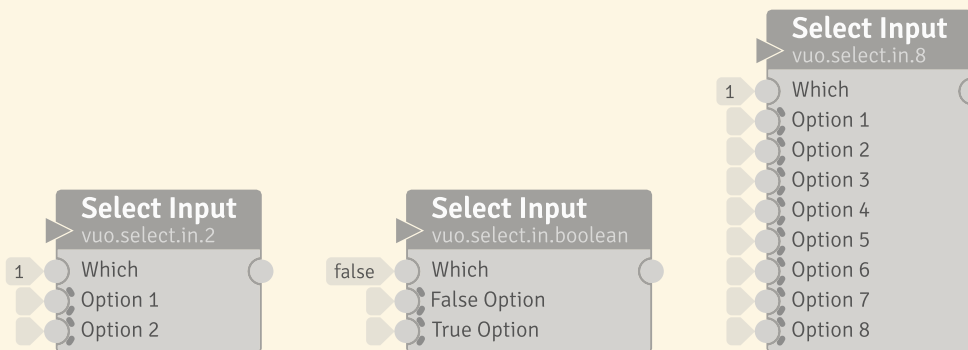 Select Input
vuo.select.in.2
1
Which
Option 1
Option 2
Select Input
vuo.select.in.boolean
false
Which
False Option
True Option
Select Input
vuo.select.in.8
1
Which
Option 1
Option 2
Option 3
Option 4
Option 5
Option 6
Option 7
Option 8